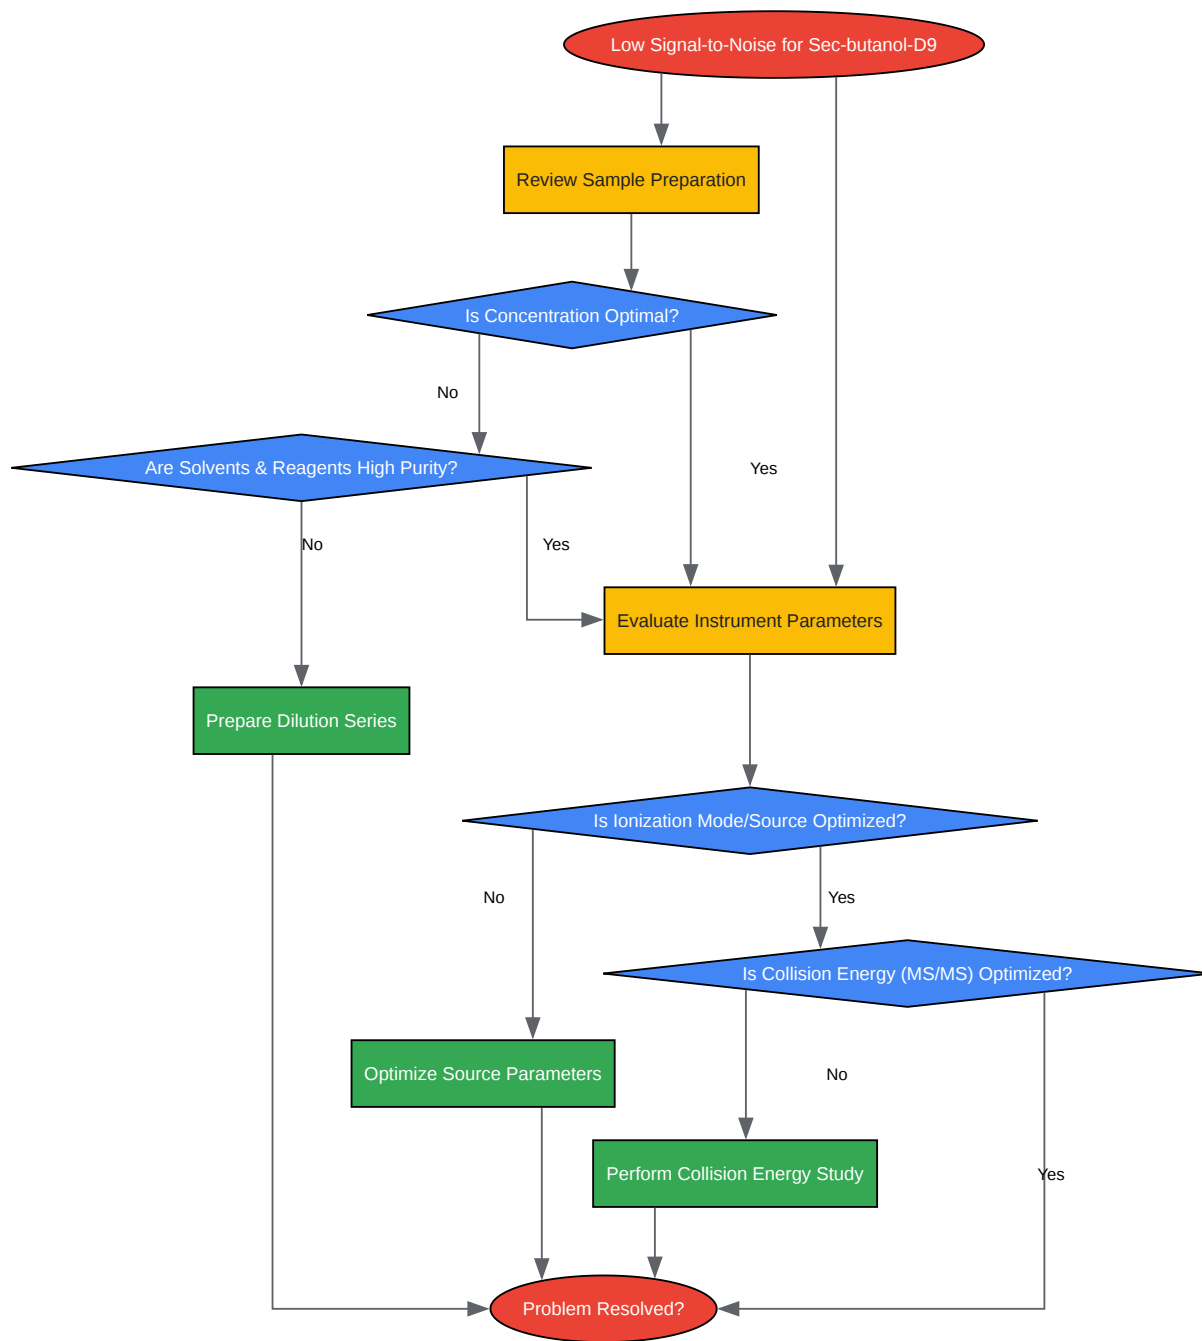 Low Signal-to-Noise for Sec-butanol-D9
Review Sample Preparation
Is Concentration Optimal?
No
Are Solvents & Reagents High Purity?
Yes
No
Yes
Evaluate Instrument Parameters
Prepare Dilution Series
Is Ionization Mode/Source Optimized?
No
Yes
Is Collision Energy (MS/MS) Optimized?
Optimize Source Parameters
No
Perform Collision Energy Study
Yes
Problem Resolved?